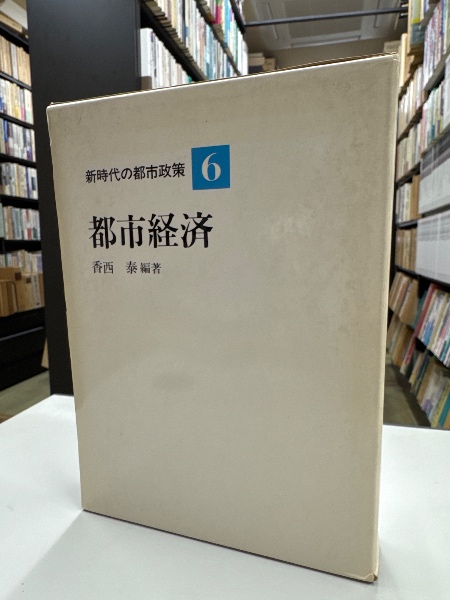 新時代の都市政策 6
都市経済
香西 泰 編著